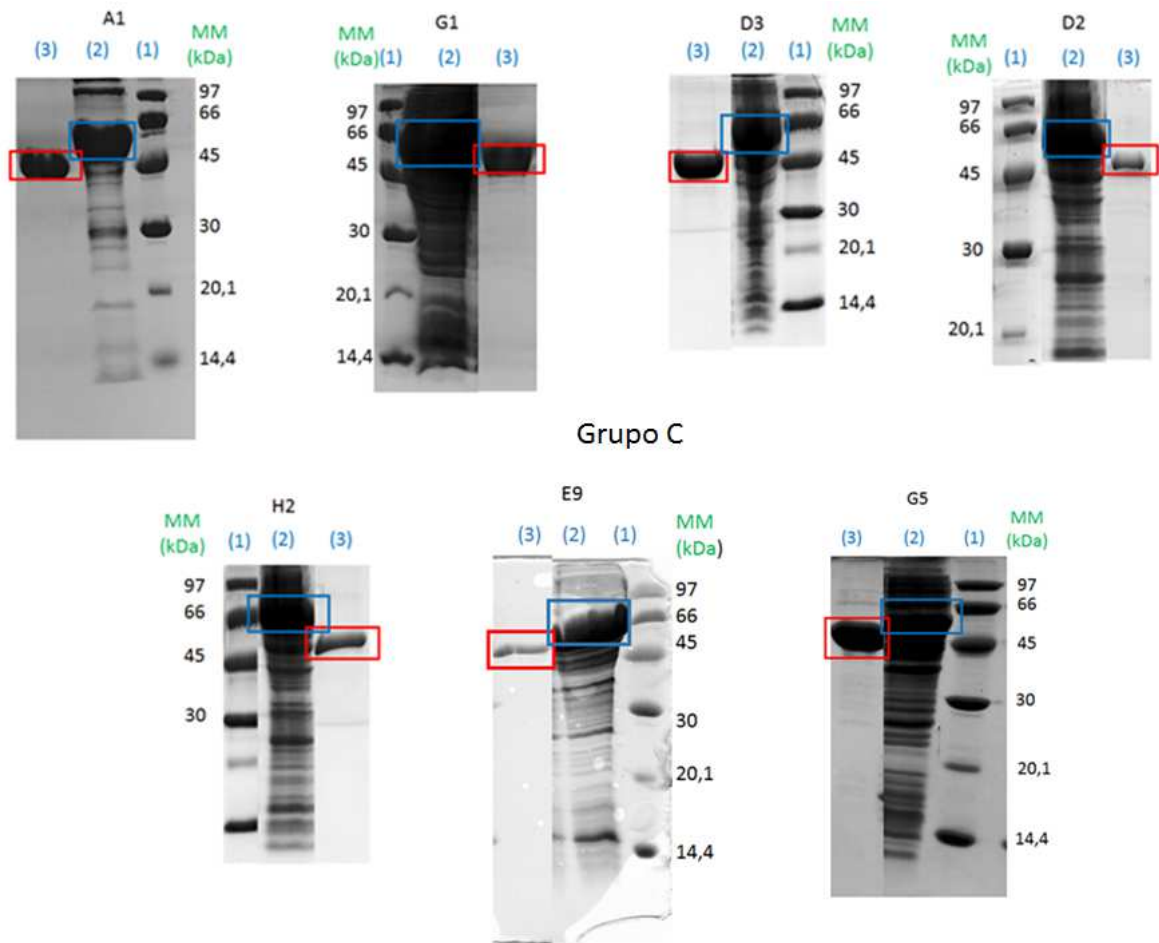 A1
MM
(kDa)
(3) (2) (1)
97
66
45
30
20,1
14,4
G1
MM
(kDa)
(1) (2) (3)
97
66
45
30
20,1
14,4
D3
MM
(kDa)
(3) (2) (1)
97
66
45
30
20,1
14,4
D2
MM
(kDa)
(1) (2) (3)
97
66
45
30
20,1
Grupo C
H2
MM
(kDa)
(1) (2) (3)
97
66
45
30
E9
MM
(kDa)
(3) (2) (1)
97
66
45
30
20,1
14,4
G5
MM
(kDa)
(3) (2) (1)
97
66
45
30
20,1
14,4